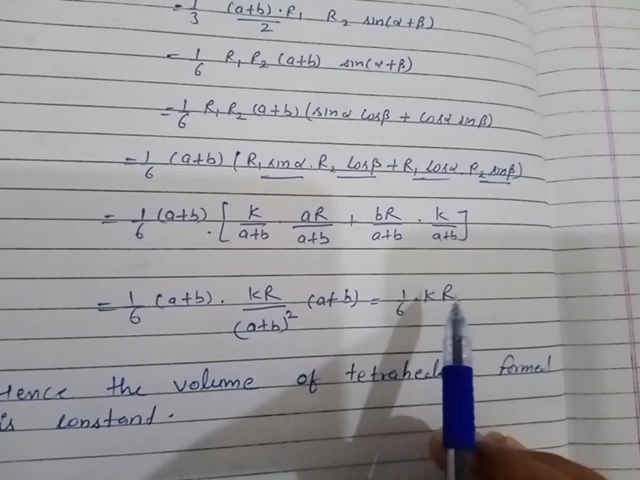 = 1/3 (a+b)/2 · R₁ R₂ sin(α+β)
= 1/6 R₁ R₂ (a+b) sin(α+β)
= 1/6 R₁ R₂ (a+b) (sinα cosβ + cosα sinβ)
= 1/6 (a+b) (R₁ sinα · R₂ cosβ + R₁ cosα R₂ sinβ)
= 1/6 (a+b) · [k/(a+b) · aR/(a+b) + bR/(a+b) · k/(a+b)]
= 1/6 (a+b) · kR/(a+b)² (a+b) = 1/6 · kR
Hence the volume of formed
is constand.